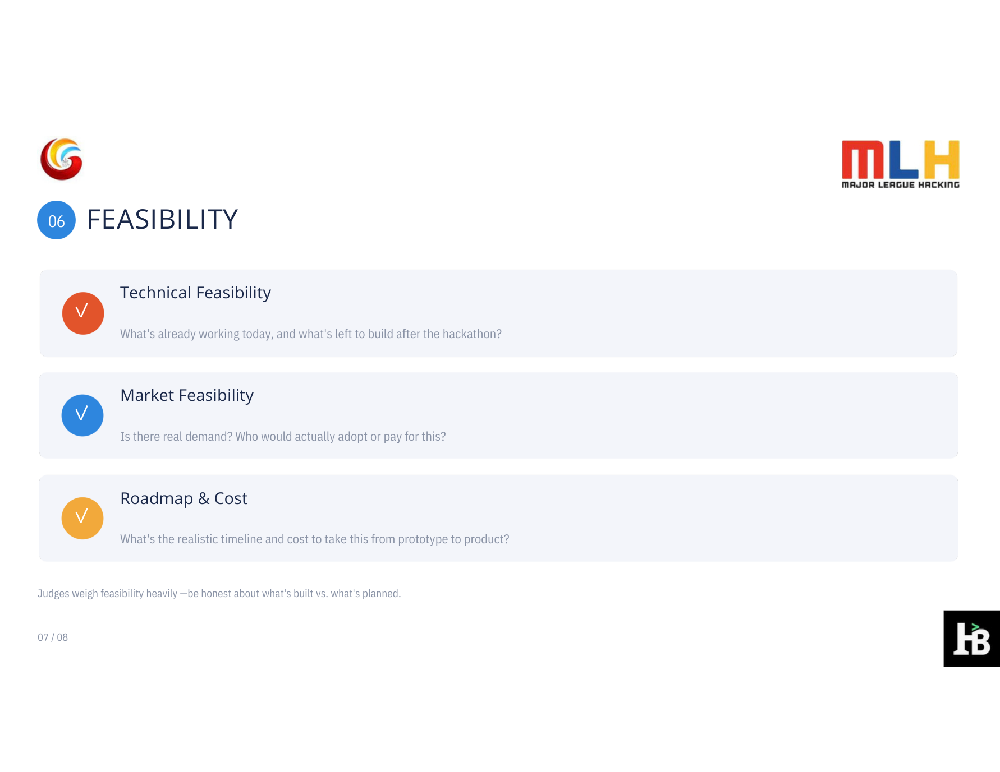 MLH
MAJOR LEAGUE HACKING
06 FEASIBILITY
Technical Feasibility
What's already working today, and what's left to build after the hackathon?
Market Feasibility
Is there real demand? Who would actually adopt or pay for this?
Roadmap & Cost
What's the realistic timeline and cost to take this from prototype to product?
Judges weigh feasibility heavily —be honest about what's built vs. what's planned.
07 / 08
H>B